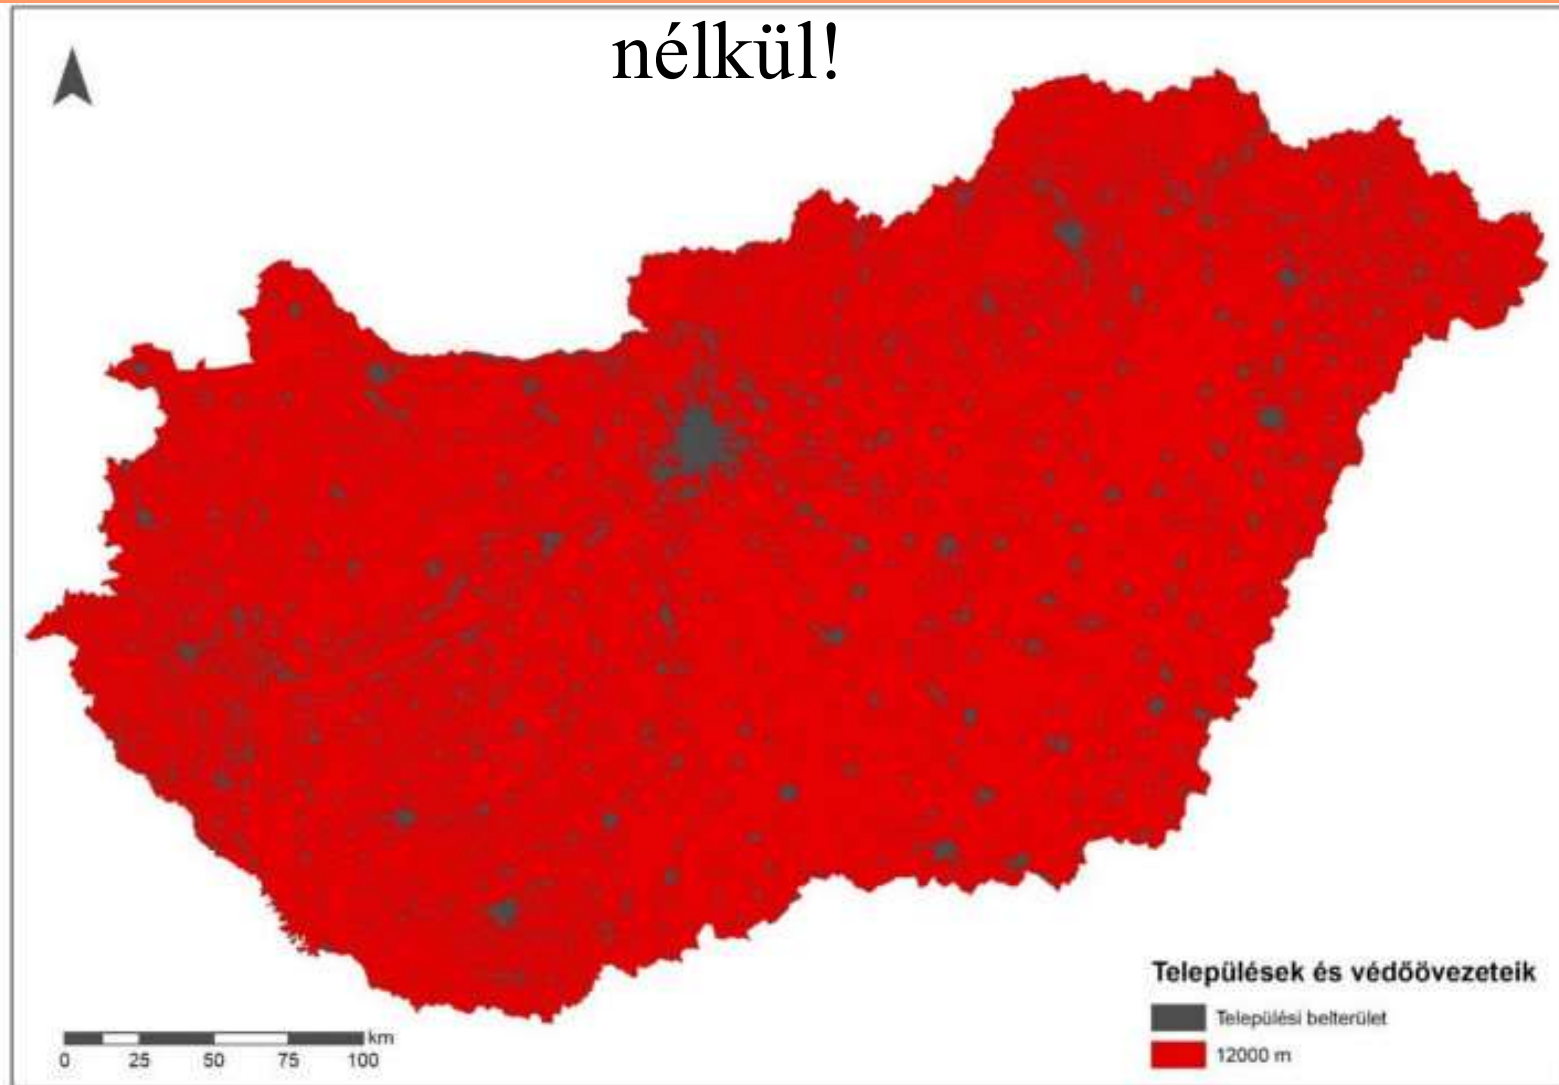 nélkül!
Települések és védőövezeteik
Települési belterület
12000 m
km
0 25 50 75 100